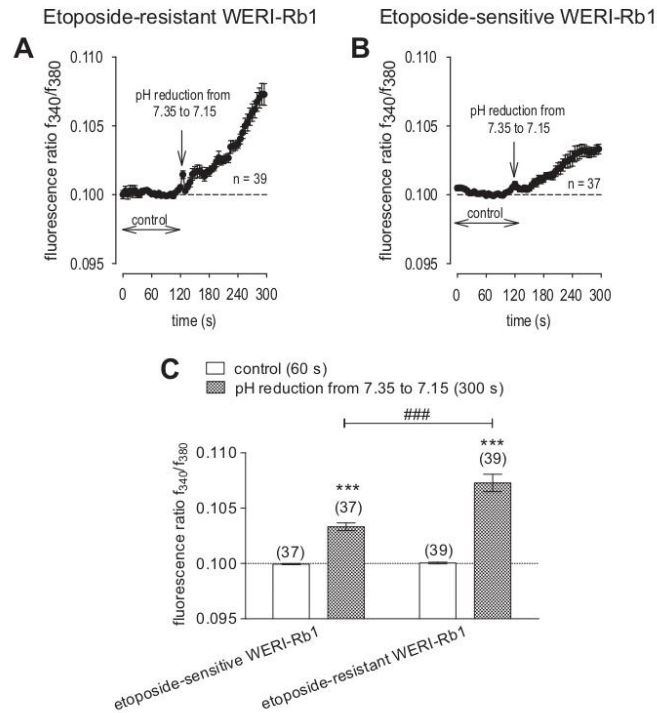 Etoposide-resistant WERI-Rb1
Etoposide-sensitive WERI-Rb1
A
fluorescence ratio f340/f380
0.110
0.105
0.100
0.095
pH reduction from
7.35 to 7.15
n = 39
control
0 60 120 180 240 300
time (s)
B
fluorescence ratio f340/f380
0.110
0.105
0.100
0.095
pH reduction from
7.35 to 7.15
n = 37
control
0 60 120 180 240 300
time (s)
C
control (60 s)
pH reduction from 7.35 to 7.15 (300 s)
###
fluorescence ratio f340/f380
0.110
0.105
0.100
0.095
(37)
***
(37)
(39)
***
(39)
etoposide-sensitive WERI-Rb1
etoposide-resistant WERI-Rb1